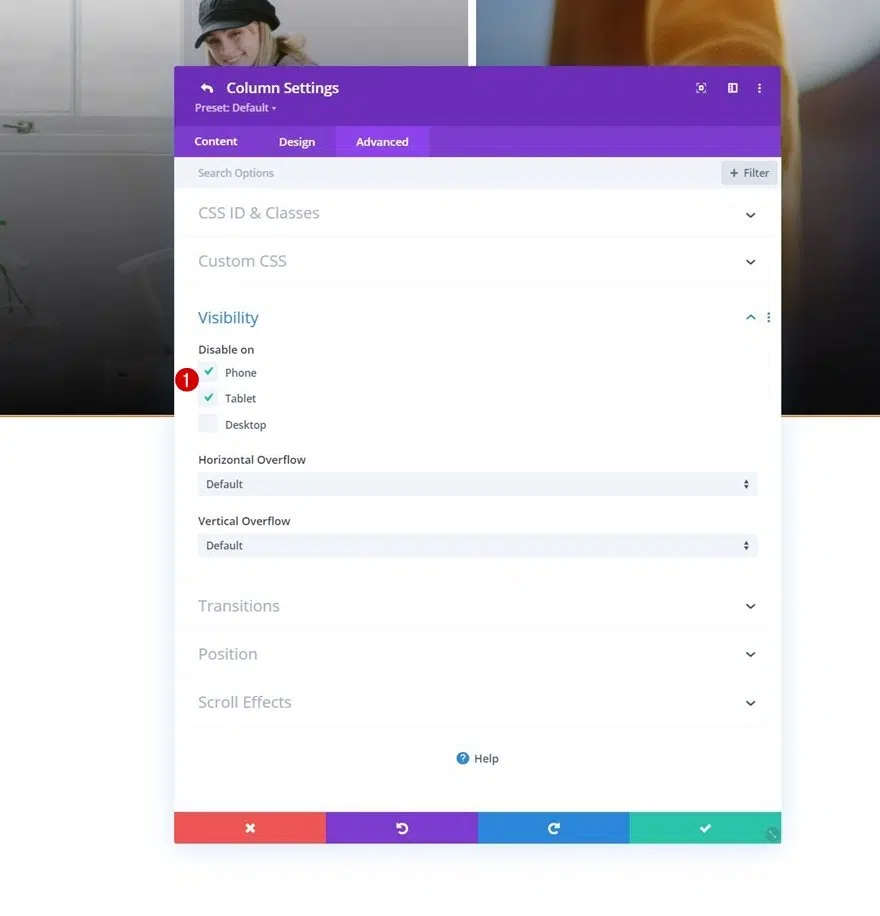 Column Settings
Preset: Default
Content Design Advanced
Search Options + Filter
CSS ID & Classes
Custom CSS
Visibility
Disable on
1
Phone
Tablet
Desktop
Horizontal Overflow
Default
Vertical Overflow
Default
Transitions
Position
Scroll Effects
? Help